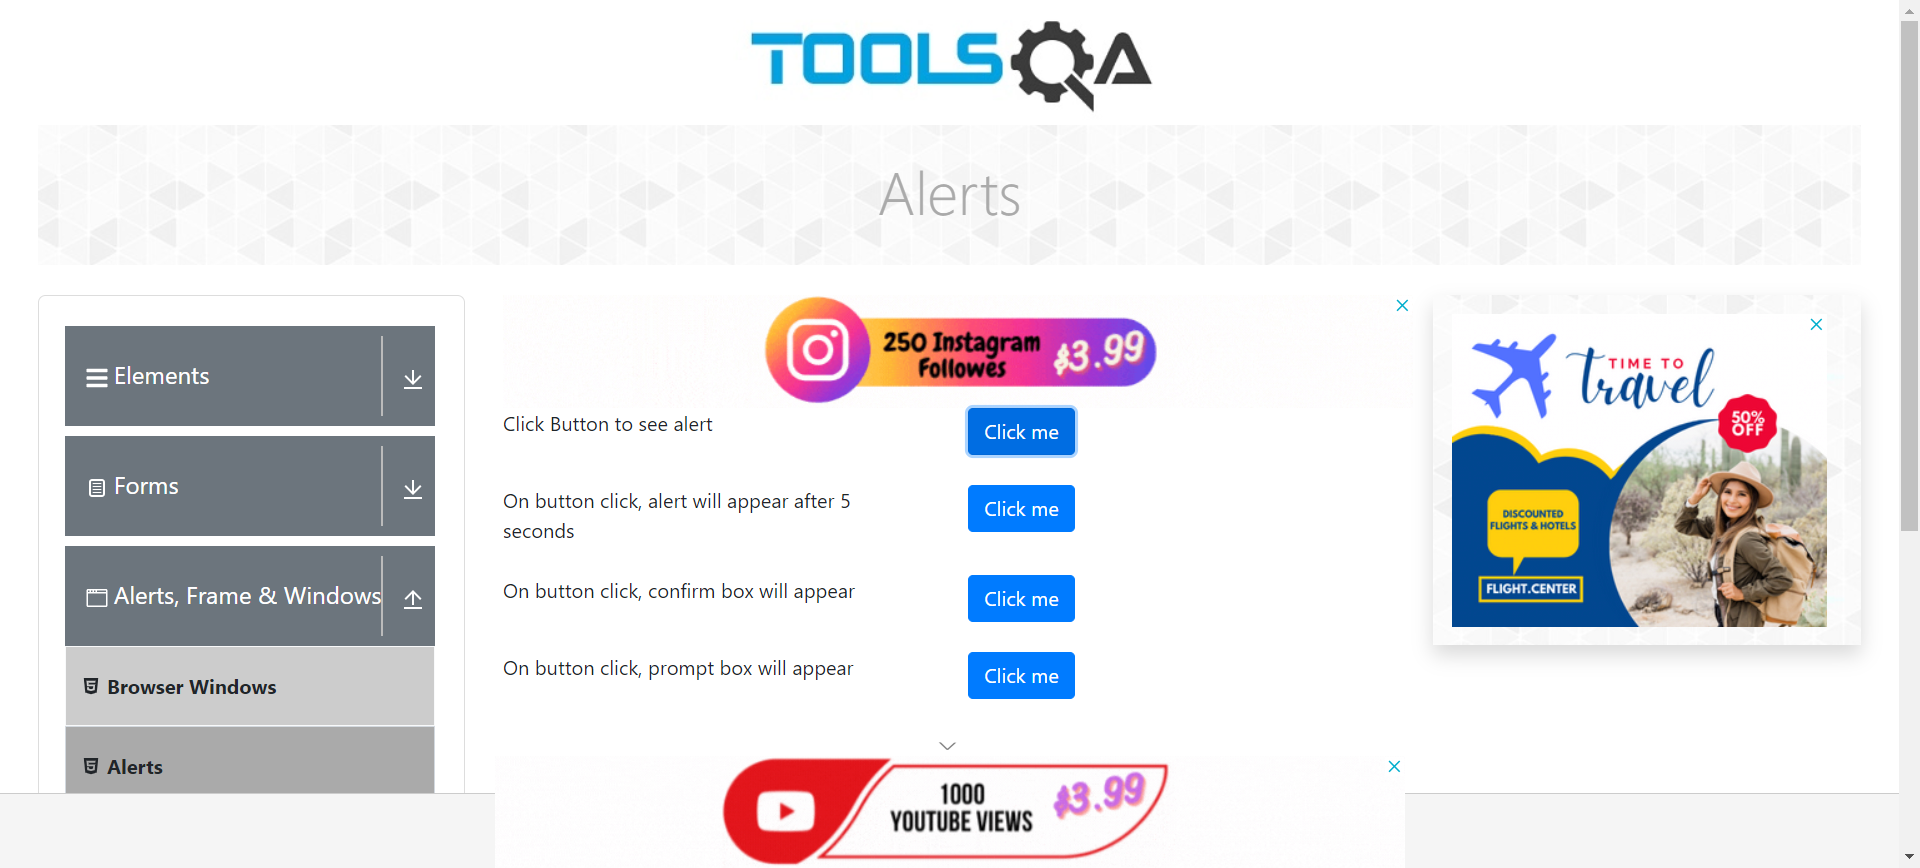 TOOLSQA
Alerts
Elements
Forms
Alerts, Frame & Windows
Browser Windows
Alerts
250 Instagram
Followes
$3.99
Click Button to see alert
Click me
On button click, alert will appear after 5
seconds
Click me
On button click, confirm box will appear
Click me
On button click, prompt box will appear
Click me
TIME TO
travel
50%
OFF
DISCOUNTED
FLIGHTS & HOTELS
FLIGHT.CENTER
1000
YOUTUBE VIEWS
$3.99